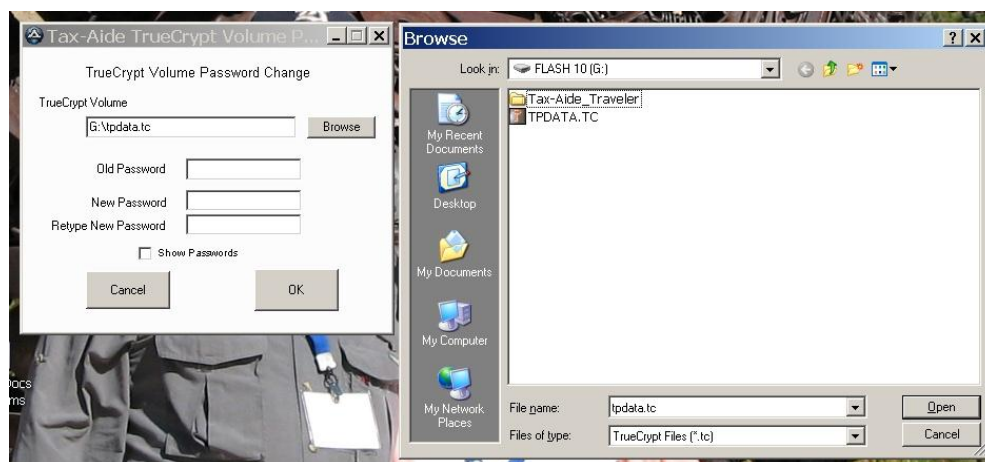 Tax-Aide TrueCrypt Volume P...
TrueCrypt Volume Password Change
TrueCrypt Volume
G:\tpdata.tc
Browse
Old Password
New Password
Retype New Password
Show Passwords
Cancel
OK
ocs
ms
Browse
Look in:
FLASH 10 (G:)
My Recent
Documents
Desktop
My Documents
My Computer
My Network
Places
Tax-Aide_Traveler
TPDATA.TC
File name:
tpdata.tc
Open
Files of type:
TrueCrypt Files (*.tc)
Cancel